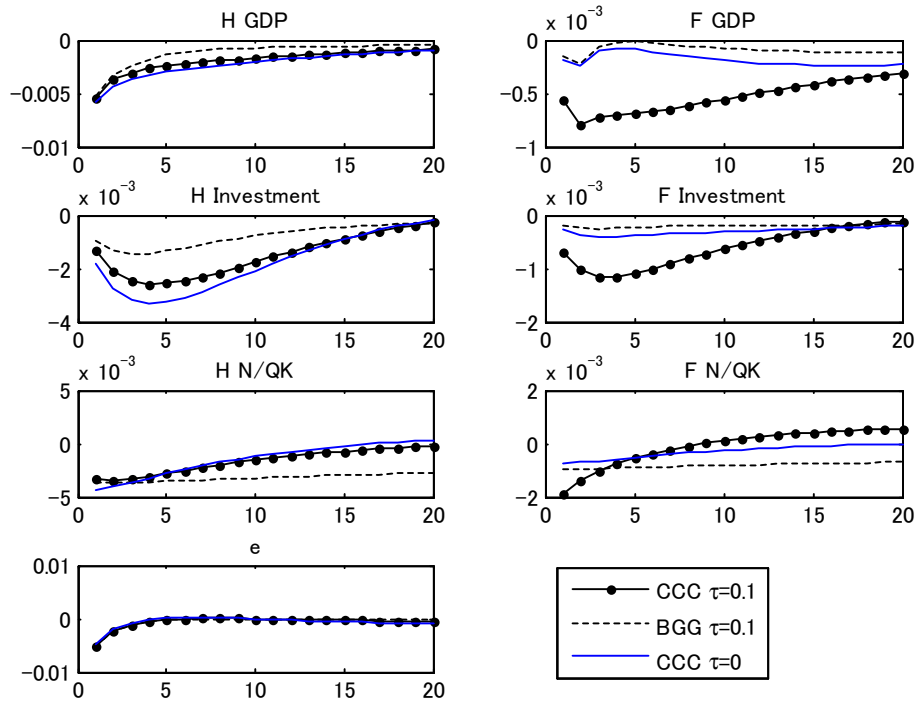 H GDP
0
−0.005
−0.01
0 5 10 15 20
x 10⁻³
F GDP
0
−0.5
−1
0 5 10 15 20
x 10⁻³
H Investment
0
−2
−4
0 5 10 15 20
x 10⁻³
F Investment
0
−1
−2
0 5 10 15 20
x 10⁻³
H N/QK
5
0
−5
0 5 10 15 20
x 10⁻³
F N/QK
2
0
−2
0 5 10 15 20
e
0.01
0
−0.01
0 5 10 15 20
CCC τ=0.1
BGG τ=0.1
CCC τ=0